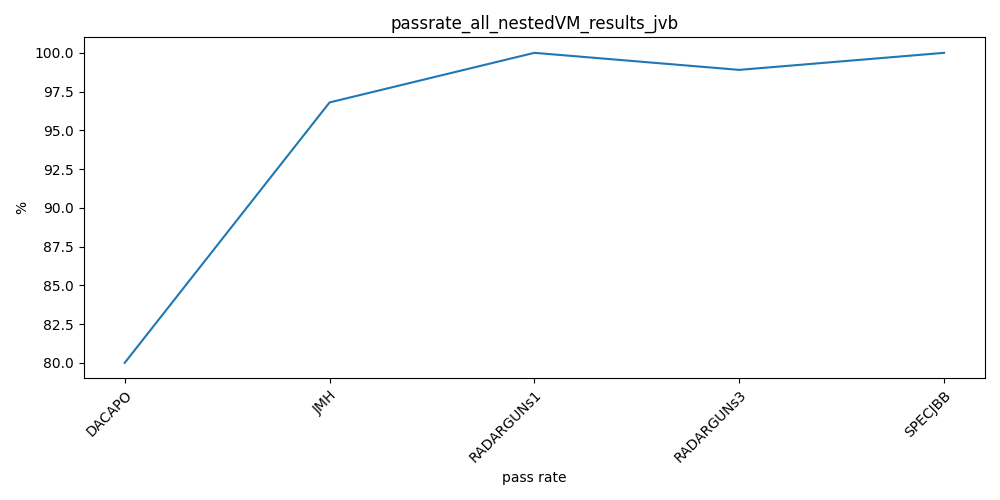 passrate_all_nestedVM_results_jvb
100.0
97.5
95.0
92.5
90.0
87.5
85.0
82.5
80.0
%
DACAPO
JMH
RADARGUNs1
RADARGUNs3
SPECJBB
pass rate